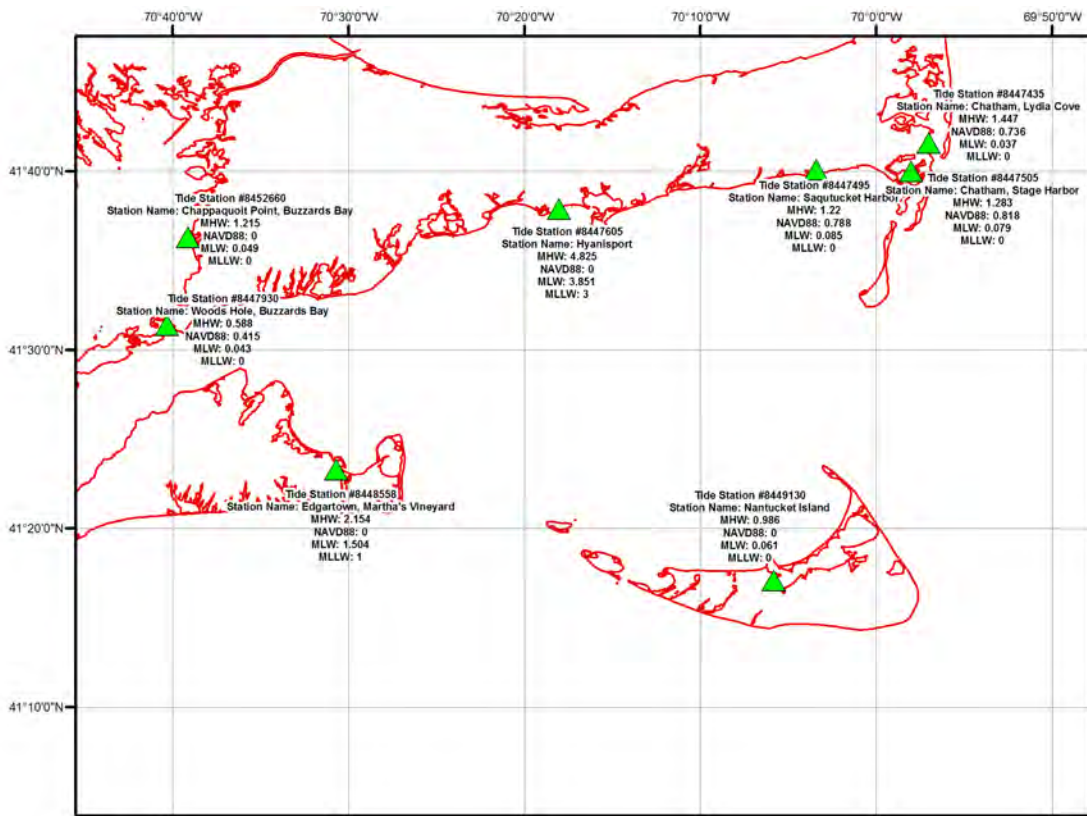 70°40'0"W 70°30'0"W 70°20'0"W 70°10'0"W 70°0'0"W 69°50'0"W
41°40'0"N
41°30'0"N
41°20'0"N
41°10'0"N
Tide Station #8447435
Station Name: Chatham, Lydia Cove
MHW: 1.447
NAVD88: 0.736
MLW: 0.037
MLLW: 0
Tide Station #8447505
Station Name: Chatham, Stage Harbor
MHW: 1.283
NAVD88: 0.818
MLW: 0.079
MLLW: 0
Tide Station #8447495
Station Name: Saqutucket Harbor
MHW: 1.22
NAVD88: 0.788
MLW: 0.085
MLLW: 0
Tide Station #8452660
Station Name: Chappaquoit Point, Buzzards Bay
MHW: 1.215
NAVD88: 0
MLW: 0.049
MLLW: 0
Tide Station #8447605
Station Name: Hyanisport
MHW: 4.825
NAVD88: 0
MLW: 3.851
MLLW: 3
Tide Station #8447930
Station Name: Woods Hole, Buzzards Bay
MHW: 0.588
NAVD88: 0.415
MLW: 0.043
MLLW: 0
Tide Station #8448558
Station Name: Edgartown, Martha's Vineyard
MHW: 2.154
NAVD88: 0
MLW: 1.504
MLLW: 1
Tide Station #8449130
Station Name: Nantucket Island
MHW: 0.986
NAVD88: 0
MLW: 0.061
MLLW: 0